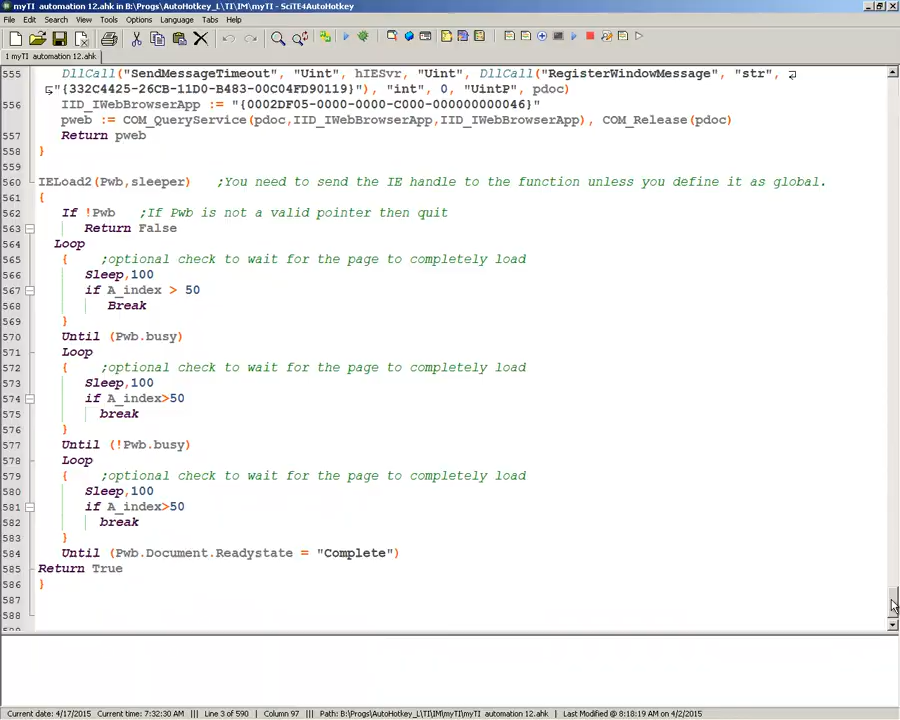 myTI automation 12.ahk in B:\Progs\AutoHotkey_L\TI\IM\myTI - SciTE4AutoHotkey
File Edit Search View Tools Options Language Tabs Help
1 myTI automation 12.ahk
555 DllCall("SendMessageTimeout", "Uint", hIESvr, "Uint", DllCall("RegisterWindowMessage", "str",
"{332C4425-26CB-11D0-B483-00C04FD90119}"), "int", 0, "UintP", pdoc)
556 IID_IWebBrowserApp := "{0002DF05-0000-0000-C000-000000000046}"
pweb := COM_QueryService(pdoc,IID_IWebBrowserApp,IID_IWebBrowserApp), COM_Release(pdoc)
557 Return pweb
558 }
559
560 IELoad2(Pwb,sleeper) ;You need to send the IE handle to the function unless you define it as global.
561 {
562 If !Pwb ;If Pwb is not a valid pointer then quit
563 Return False
564 Loop
565 { ;optional check to wait for the page to completely load
566 Sleep,100
567 if A_index > 50
568 Break
569 }
570 Until (Pwb.busy)
571 Loop
572 { ;optional check to wait for the page to completely load
573 Sleep,100
574 if A_index>50
575 break
576 }
577 Until (!Pwb.busy)
578 Loop
579 { ;optional check to wait for the page to completely load
580 Sleep,100
581 if A_index>50
582 break
583 }
584 Until (Pwb.Document.Readystate = "Complete")
585 Return True
586 }
587
588
Current date: 4/17/2015 Current time: 7:32:30 AM ||| Line 3 of 590 ||| Column 97 ||| Path: B:\Progs\AutoHotkey_L\TI\IM\myTI\myTI automation 12.ahk ||| Last Modified @ 8:18:19 AM on 4/2/2015